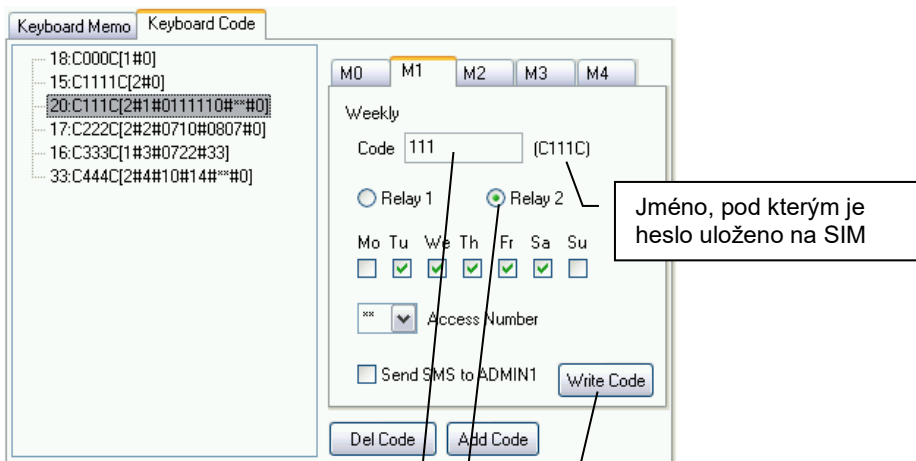 Keyboard Memo Keyboard Code
18:C000C[1#0]
15:C1111C[2#0]
20:C111C[2#1#0111110#**#0]
17:C222C[2#2#0710#0807#0]
16:C333C[1#3#0722#33]
33:C444C[2#4#10#14#**#0]
M0 M1 M2 M3 M4
Weekly
Code 111 (C111C)
Relay 1 Relay 2
Mo Tu We Th Fr Sa Su
** Access Number
Send SMS to ADMIN1 Write Code
Del Code Add Code
Jméno, pod kterým je
heslo uloženo na SIM